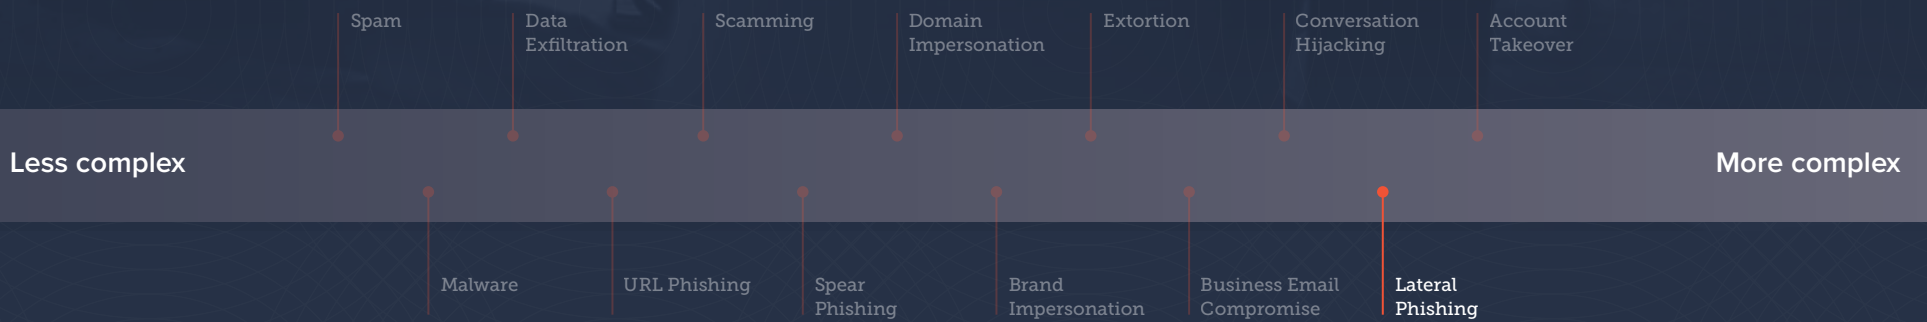 Spam
Data
Exfiltration
Scamming
Domain
Impersonation
Extortion
Conversation
Hijacking
Account
Takeover
Less complex
More complex
Malware
URL Phishing
Spear
Phishing
Brand
Impersonation
Business Email
Compromise
Lateral
Phishing